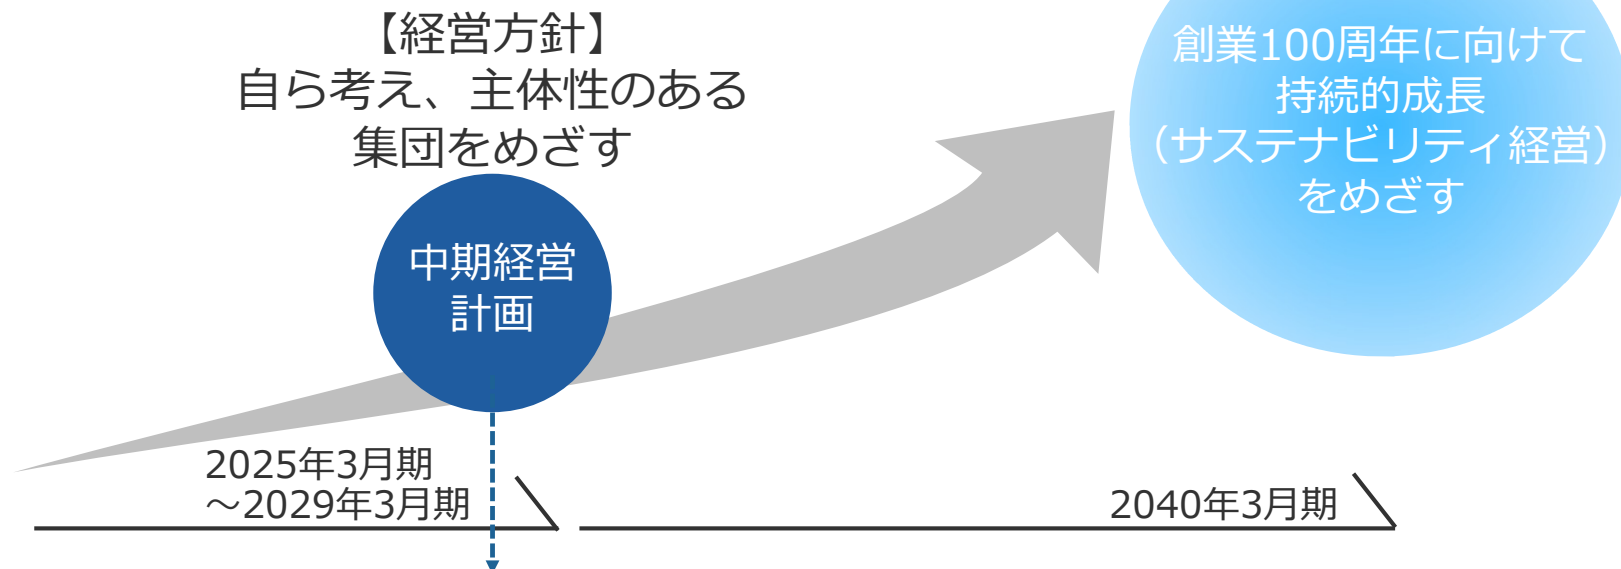 【経営方針】
自ら考え、主体性のある
集団をめざす
中期経営
計画
創業100周年に向けて
持続的成長
（サステナビリティ経営）
をめざす
2025年3月期
～2029年3月期
2040年3月期